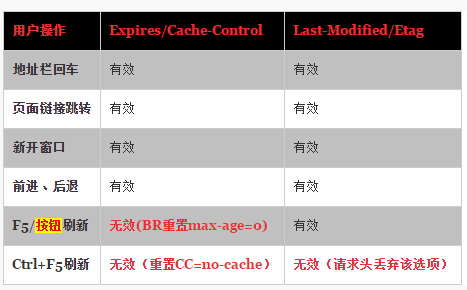 用户操作 Expires/Cache-Control Last-Modified/Etag
地址栏回车 有效 有效
页面链接跳转 有效 有效
新开窗口 有效 有效
前进、后退 有效 有效
F5/按钮刷新 无效(BR重置max-age=0) 有效
Ctrl+F5刷新 无效（重置CC=no-cache） 无效（请求头丢弃该选项）